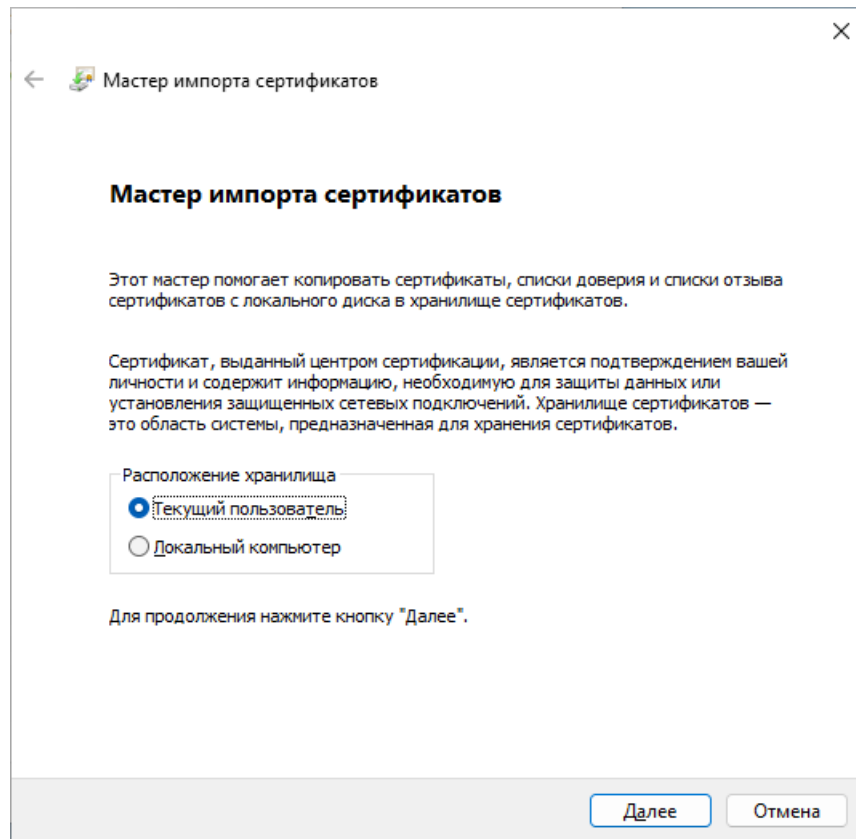 Мастер импорта сертификатов
Мастер импорта сертификатов
Этот мастер помогает копировать сертификаты, списки доверия и списки отзыва
сертификатов с локального диска в хранилище сертификатов.
Сертификат, выданный центром сертификации, является подтверждением вашей
личности и содержит информацию, необходимую для защиты данных или
установления защищенных сетевых подключений. Хранилище сертификатов —
это область системы, предназначенная для хранения сертификатов.
Расположение хранилища
Текущий пользователь
Локальный компьютер
Для продолжения нажмите кнопку "Далее".
Далее
Отмена